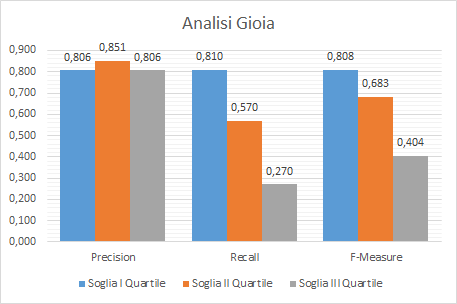 Analisi Gioia
0,900
0,800
0,700
0,600
0,500
0,400
0,300
0,200
0,100
0,000
0,806
0,851
0,806
0,810
0,570
0,270
0,808
0,683
0,404
Precision
Recall
F-Measure
Soglia I Quartile
Soglia II Quartile
Soglia III Quartile